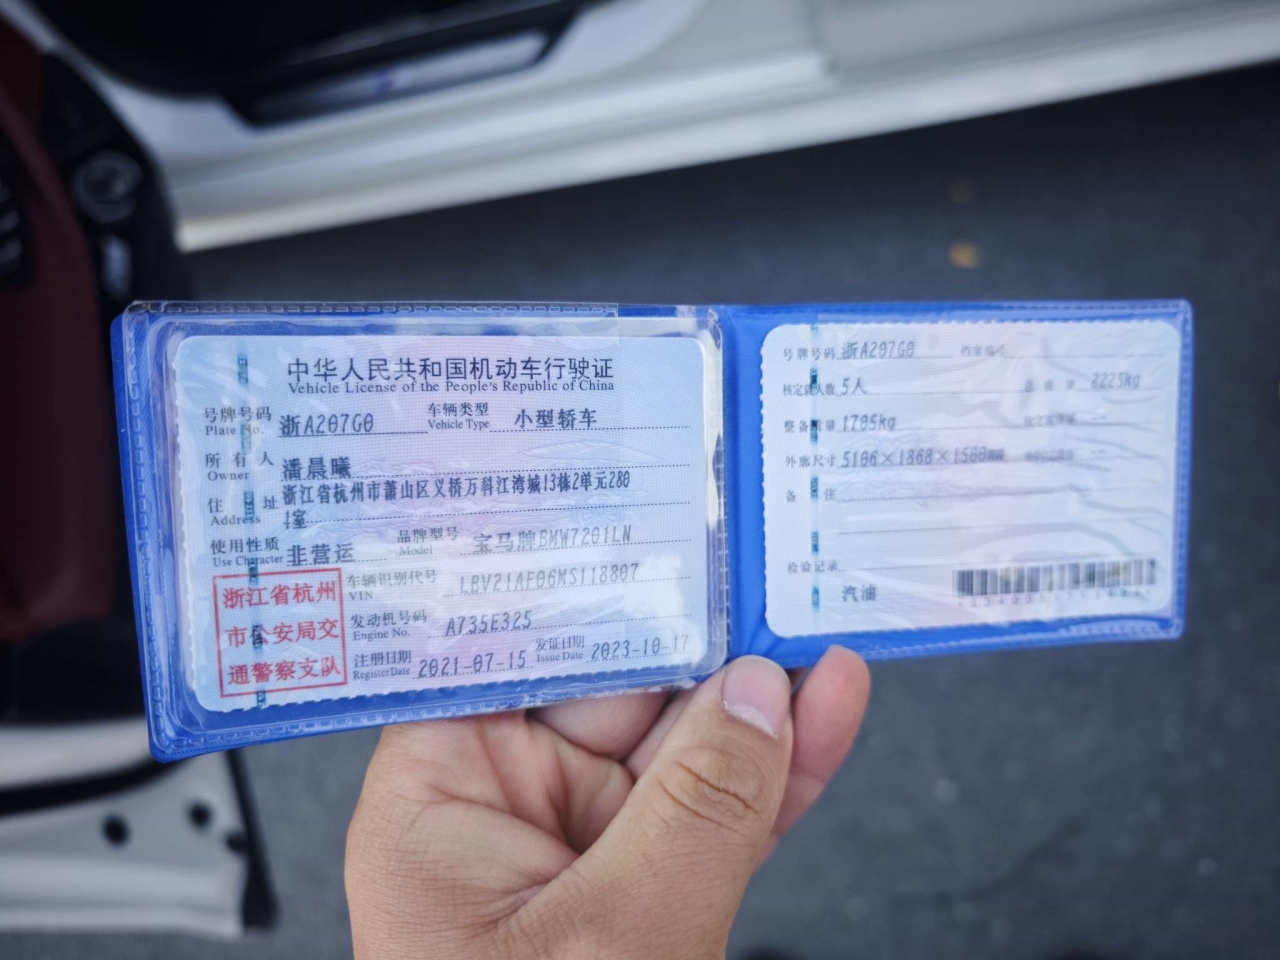 中华人民共和国机动车行驶证
Vehicle License of the People's Republic of China
号牌号码 浙A207G0 车辆类型 小型轿车
Plate No. Vehicle Type
所有人 潘晨曦
Owner
住址 浙江省杭州市萧山区义桥万科江湾城13栋2单元280
Address 1室
使用性质 非营运 品牌型号 宝马牌BMW7201LN
Use Character Model
浙江省杭州
市公安局交
通警察支队
车辆识别代号 LBV21AF06MS118807
VIN
发动机号码 A735E325
Engine No.
注册日期 2021-07-15 发证日期 2023-10-17
Register Date Issue Date
号牌号码 浙A207G0 档案编号
核定载人数 5人 总质量 2225kg
整备质量 1705kg
外廓尺寸 5106×1868×1500
备注
检验记录
汽油